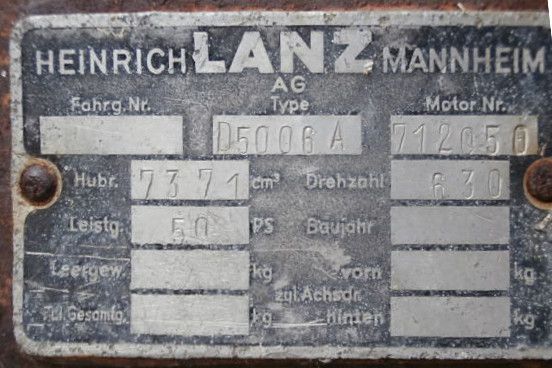 HEINRICH LANZ MANNHEIM
AG
Fahrg.Nr. Type Motor Nr.
D5006 A 712050
Hubr. 7371 cm³ Drehzahl 630
Leistg. 50 PS Baujahr
Leergew. kg vorn kg
zul.Achsdr.
zul Gesamtg. kg hinten kg